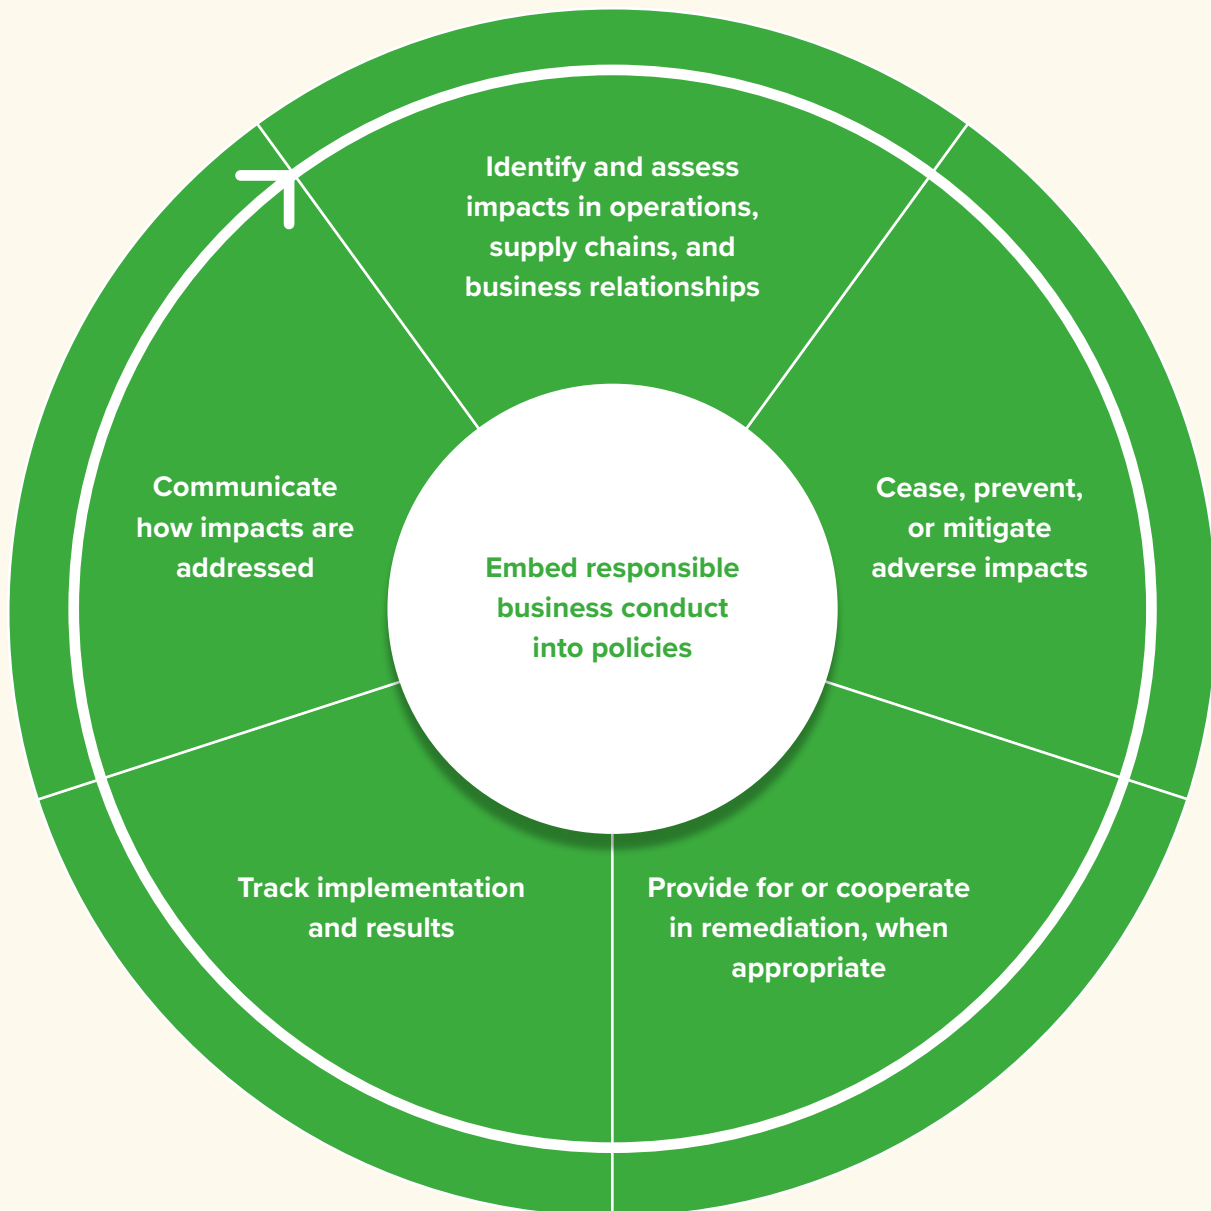 Identify and assess
impacts in operations,
supply chains, and
business relationships
Cease, prevent,
or mitigate
adverse impacts
Provide for or cooperate
in remediation, when
appropriate
Track implementation
and results
Communicate
how impacts are
addressed
Embed responsible
business conduct
into policies